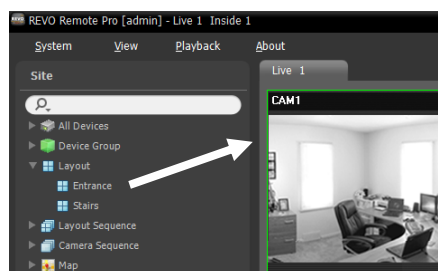 REVO REVO Remote Pro [admin] - Live 1 Inside 1
System View Playback About
Site
Live 1
CAM1
All Devices
Device Group
Layout
Entrance
Stairs
Layout Sequence
Camera Sequence
Map